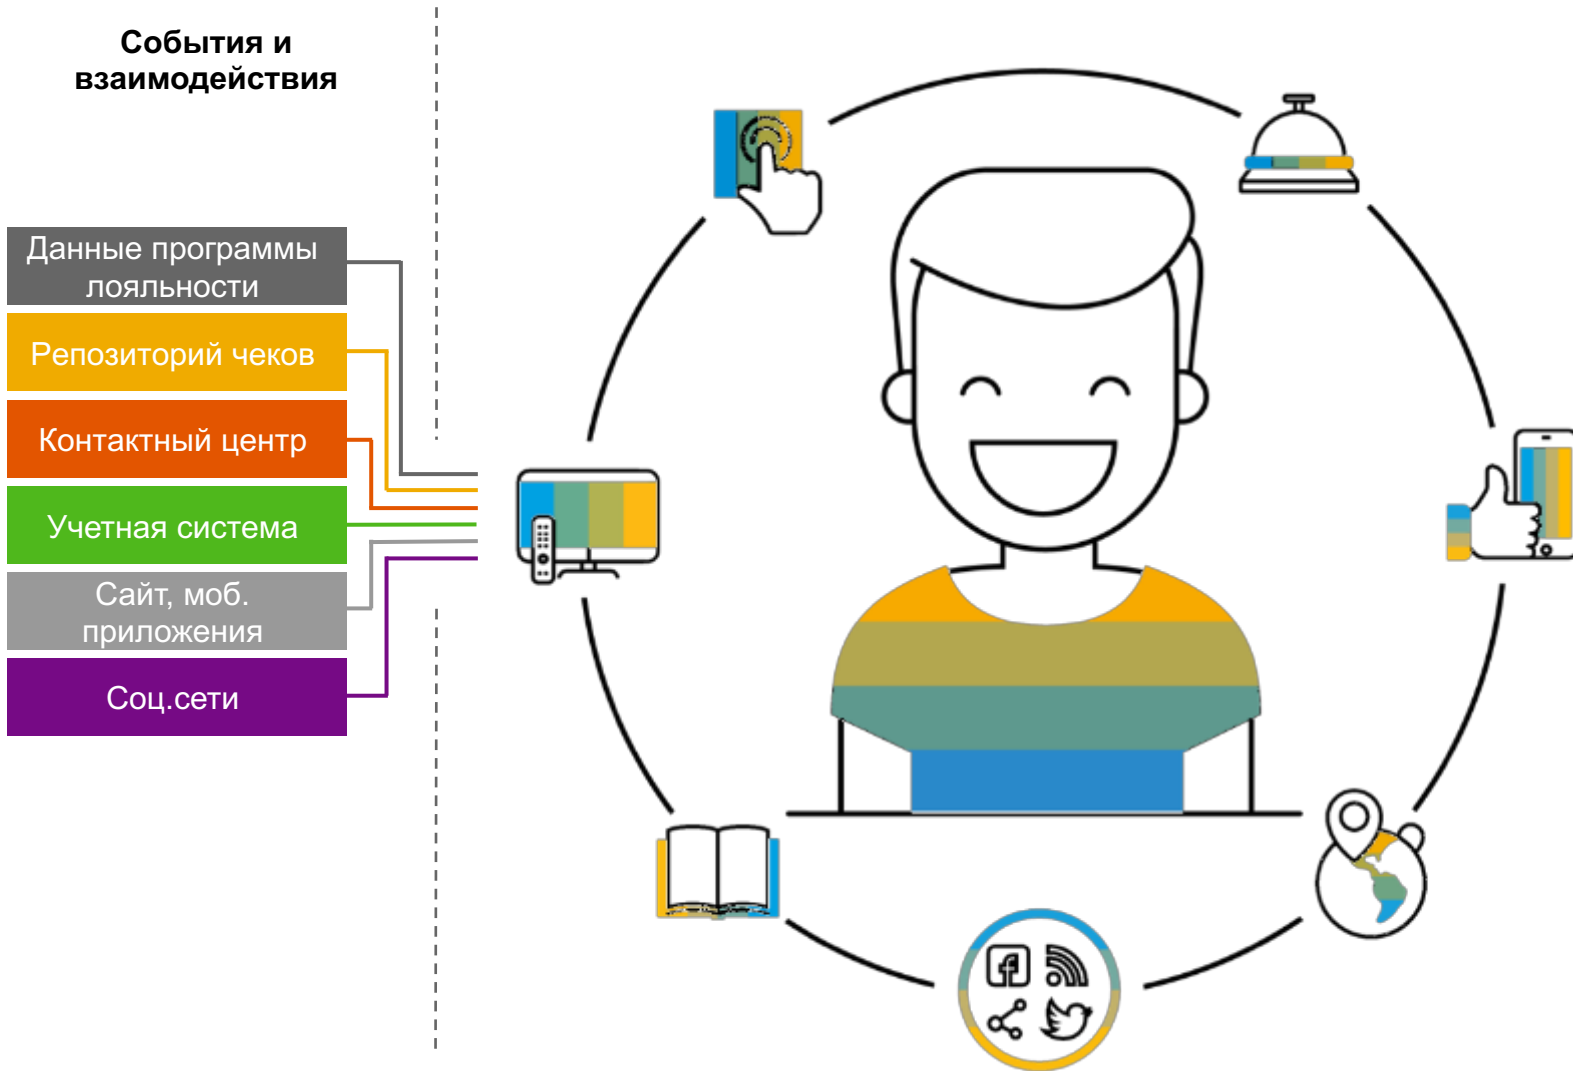 События и
взаимодействия
Данные программы
лояльности
Репозиторий чеков
Контактный центр
Учетная система
Сайт, моб.
приложения
Соц.сети